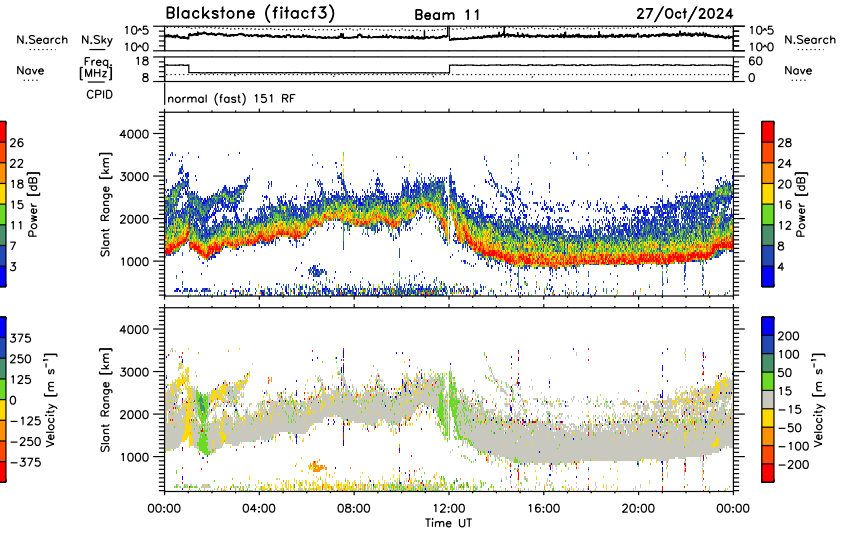 Blackstone (fitacf3) Beam 11 27/Oct/2024
N.Search N.Sky 10^5 10^0 10^5 10^0 N.Search
Nave Freq. [MHz] 18 8 60 0 Nave
CPID normal (fast) 151 RF
Power [dB] 26 22 18 15 11 7 3
Slant Range [km] 4000 3000 2000 1000
Power [dB] 28 24 20 16 12 8 4
Velocity [m s⁻¹] 375 250 125 0 −125 −250 −375
Slant Range [km] 4000 3000 2000 1000
Velocity [m s⁻¹] 200 100 50 15 −15 −50 −100 −200
00:00 04:00 08:00 12:00 16:00 20:00 00:00
Time UT